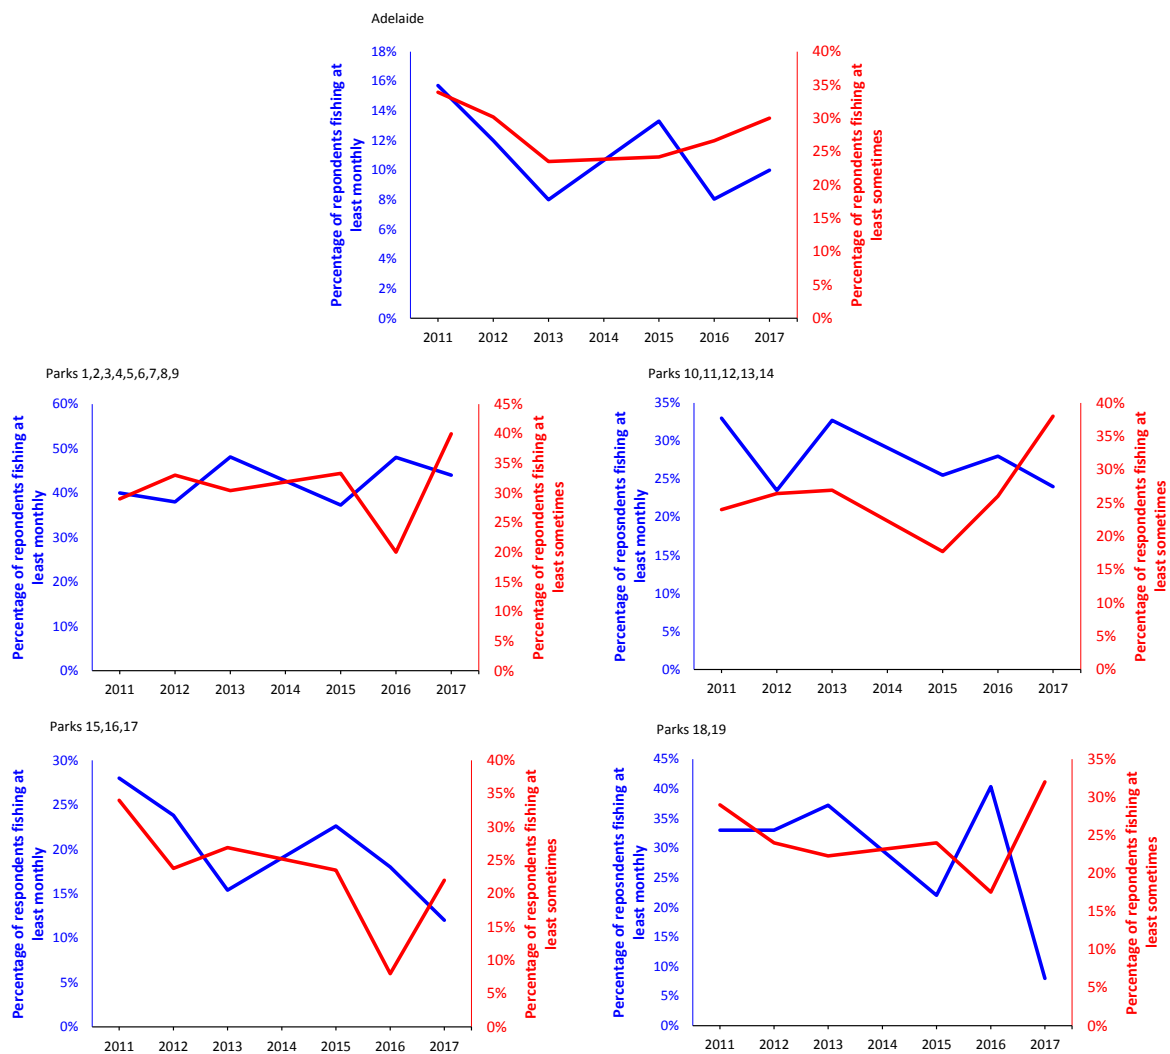 Adelaide
Percentage of repondents fishing at
least monthly
18%
16%
14%
12%
10%
8%
6%
4%
2%
0%
40%
35%
30%
25%
20%
15%
10%
5%
0%
Percentage of repondents fishing at
least sometimes
2011 2012 2013 2014 2015 2016 2017
Parks 1,2,3,4,5,6,7,8,9
Percentage of repondents fishing at
least monthly
60%
50%
40%
30%
20%
10%
0%
45%
40%
35%
30%
25%
20%
15%
10%
5%
0%
Percentage of repondents fishing at
least sometimes
2011 2012 2013 2014 2015 2016 2017
Parks 10,11,12,13,14
Percentage of reposndents fishing at
least monthly
35%
30%
25%
20%
15%
10%
5%
0%
40%
35%
30%
25%
20%
15%
10%
5%
0%
Percentage of repondents fishing at
least sometimes
2011 2012 2013 2014 2015 2016 2017
Parks 15,16,17
Percentage of repondents fishing at
least monthly
30%
25%
20%
15%
10%
5%
0%
40%
35%
30%
25%
20%
15%
10%
5%
0%
Percentage of respondents fishing at
least sometimes
2011 2012 2013 2014 2015 2016 2017
Parks 18,19
Percentage of reposndents fishing at
least monthly
45%
40%
35%
30%
25%
20%
15%
10%
5%
0%
35%
30%
25%
20%
15%
10%
5%
0%
Percentage of repondents fishing at
least sometimes
2011 2012 2013 2014 2015 2016 2017